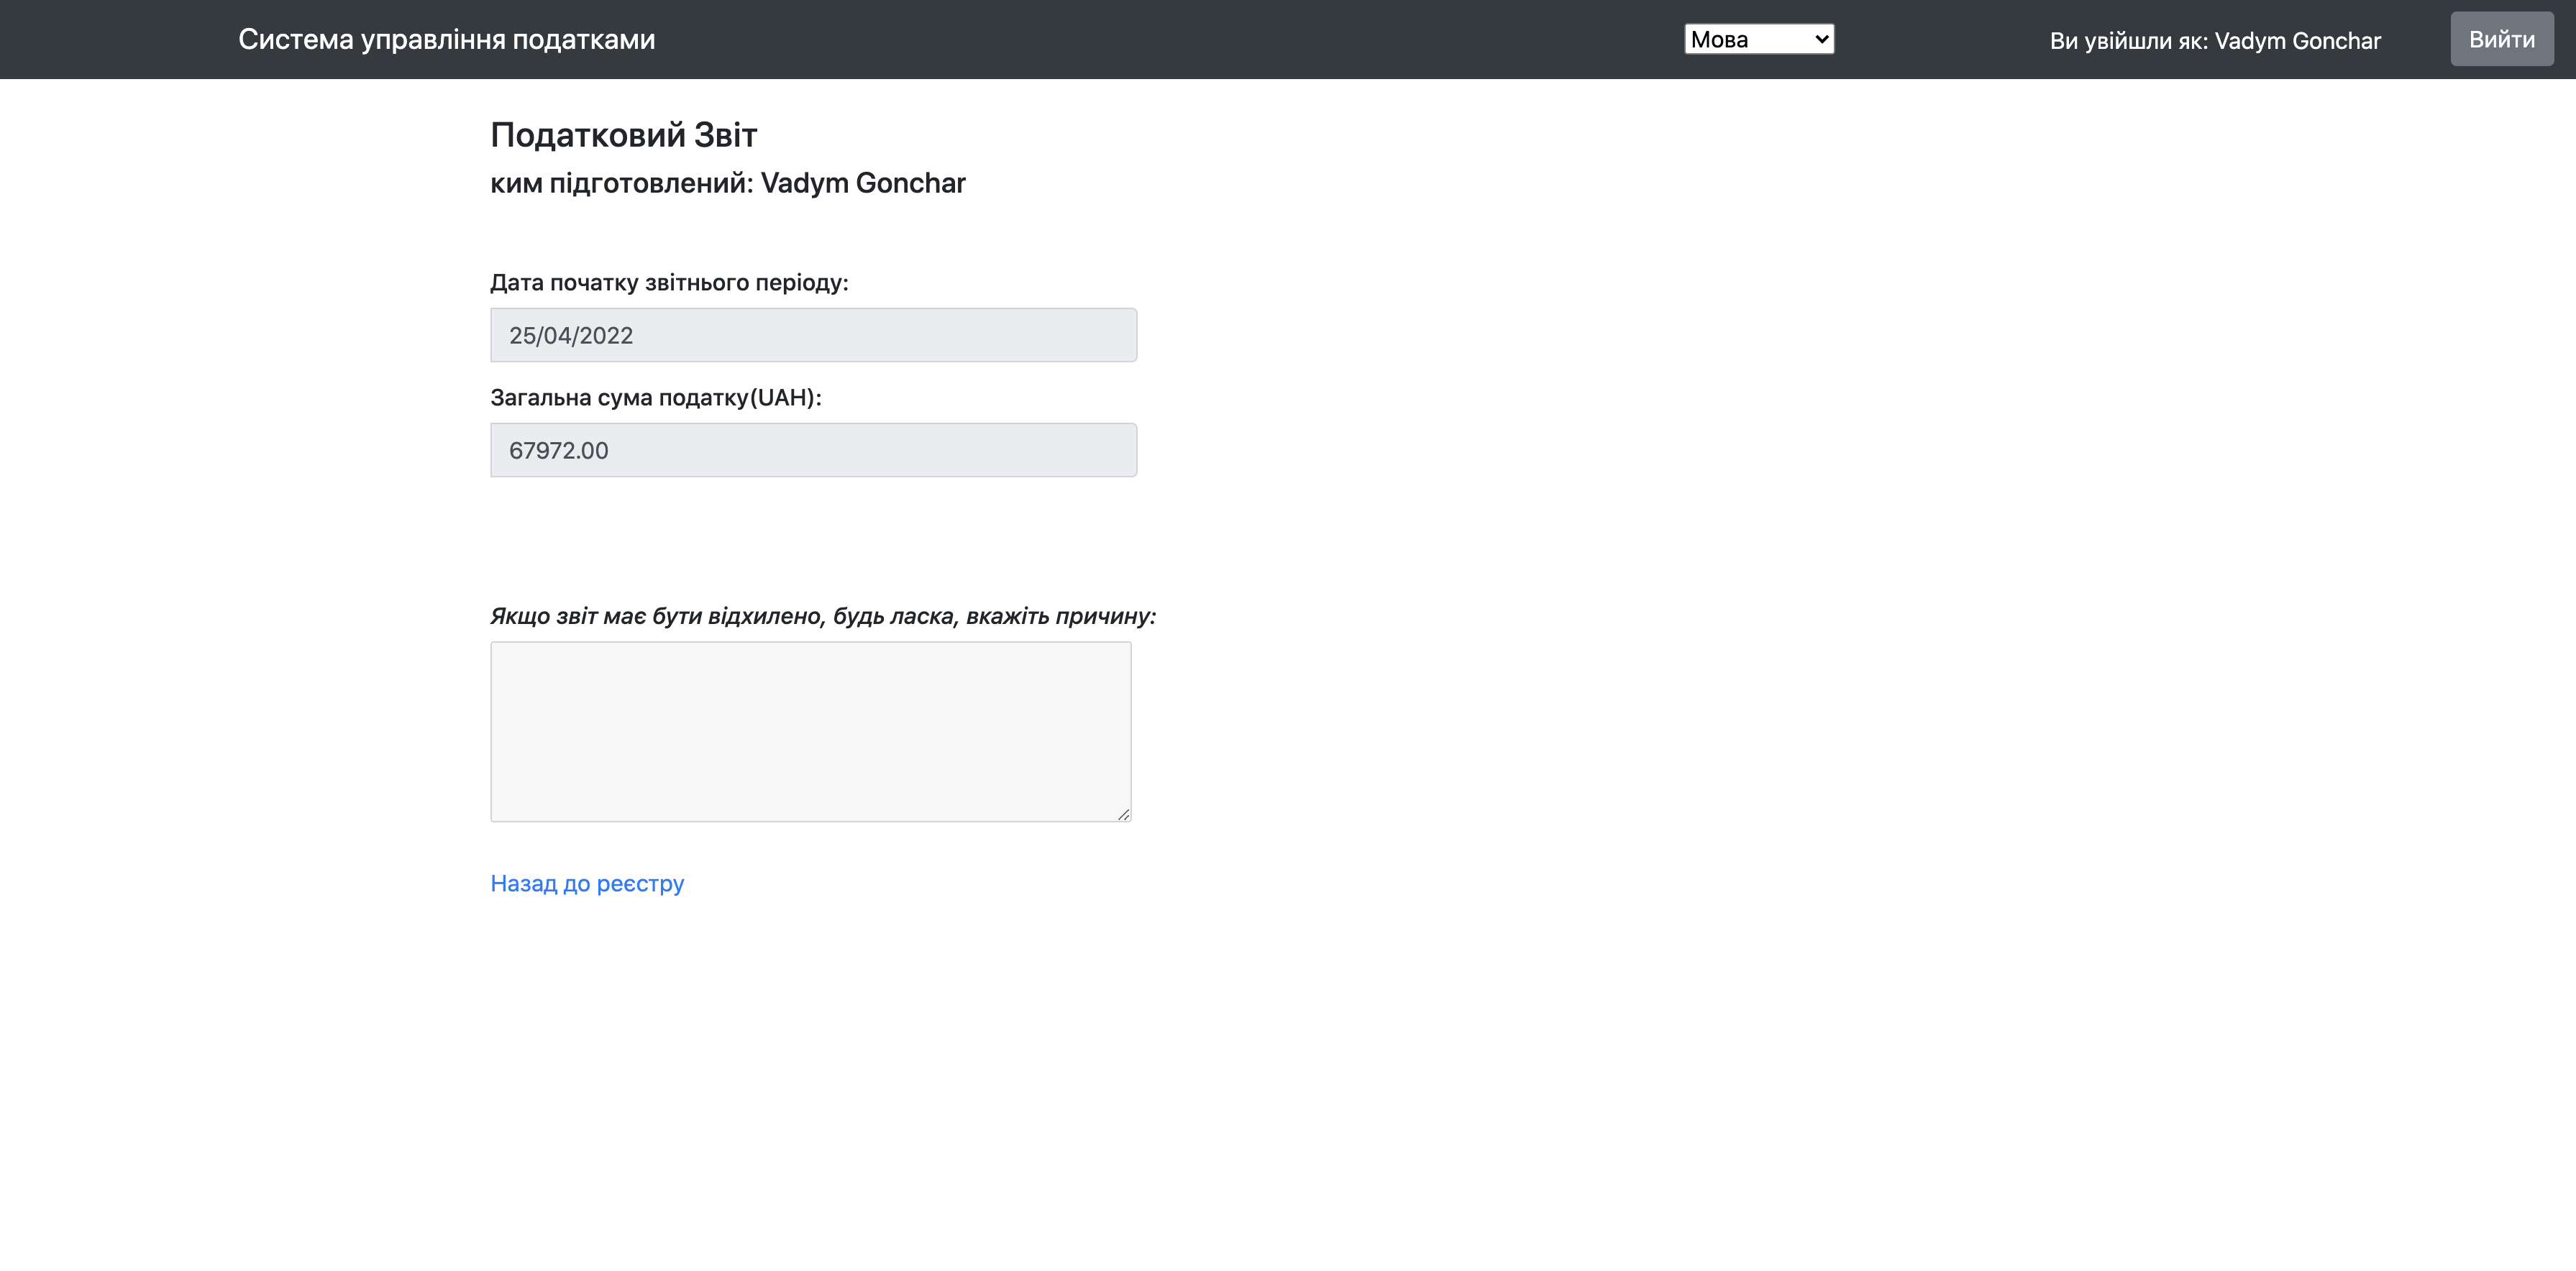 Система управління податками
Мова
Ви увійшли як: Vadym Gonchar
Вийти
Податковий Звіт
ким підготовлений: Vadym Gonchar
Дата початку звітнього періоду:
25/04/2022
Загальна сума податку(UAH):
67972.00
Якщо звіт має бути відхилено, будь ласка, вкажіть причину:
Назад до реєстру